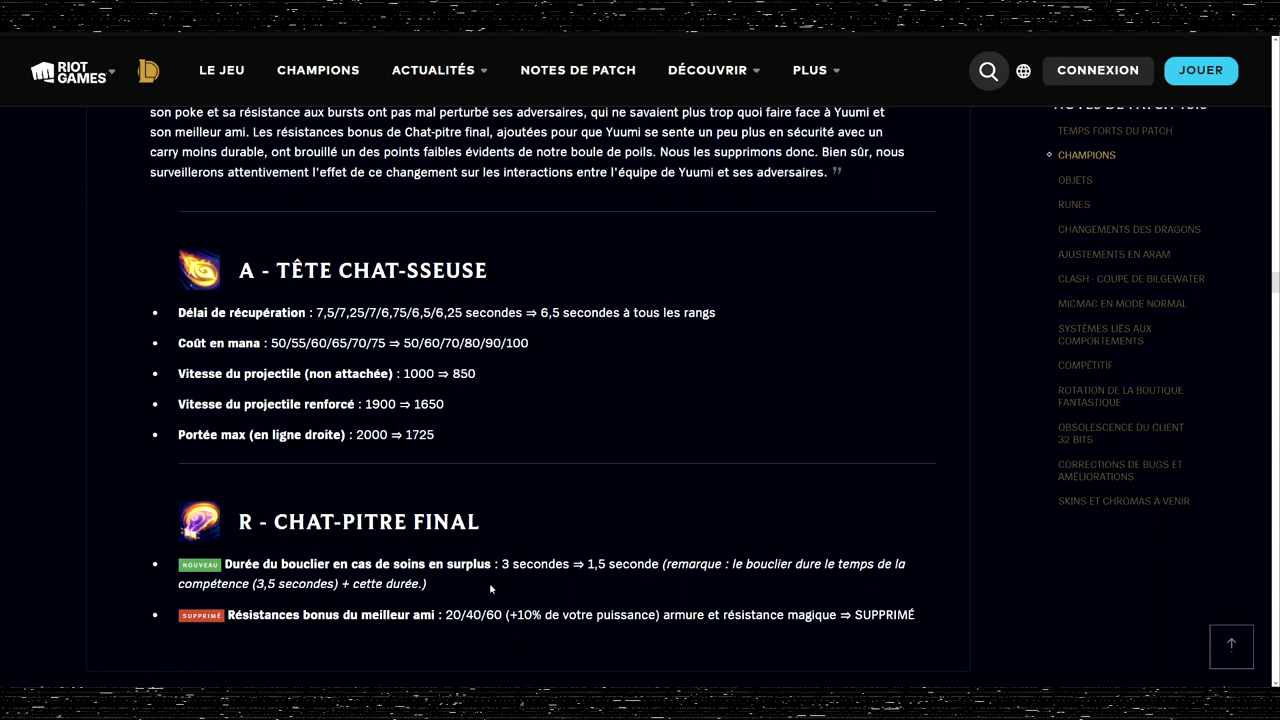 RIOT GAMES
LE JEU
CHAMPIONS
ACTUALITÉS
NOTES DE PATCH
DÉCOUVRIR
PLUS
CONNEXION
JOUER
son poke et sa résistance aux bursts ont pas mal perturbé ses adversaires, qui ne savaient plus trop quoi faire face à Yuumi et
son meilleur ami. Les résistances bonus de Chat-pitre final, ajoutées pour que Yuumi se sente un peu plus en sécurité avec un
carry moins durable, ont brouillé un des points faibles évidents de notre boule de poils. Nous les supprimons donc. Bien sûr, nous
surveillerons attentivement l'effet de ce changement sur les interactions entre l'équipe de Yuumi et ses adversaires. ”
A - TÊTE CHAT-SSEUSE
• Délai de récupération : 7,5/7,25/7/6,75/6,5/6,25 secondes ⇒ 6,5 secondes à tous les rangs
• Coût en mana : 50/55/60/65/70/75 ⇒ 50/60/70/80/90/100
• Vitesse du projectile (non attachée) : 1000 ⇒ 850
• Vitesse du projectile renforcé : 1900 ⇒ 1650
• Portée max (en ligne droite) : 2000 ⇒ 1725
R - CHAT-PITRE FINAL
• NOUVEAU Durée du bouclier en cas de soins en surplus : 3 secondes ⇒ 1,5 seconde (remarque : le bouclier dure le temps de la
compétence (3,5 secondes) + cette durée.)
• SUPPRIMÉ Résistances bonus du meilleur ami : 20/40/60 (+10% de votre puissance) armure et résistance magique ⇒ SUPPRIMÉ
TEMPS FORTS DU PATCH
CHAMPIONS
OBJETS
RUNES
CHANGEMENTS DES DRAGONS
AJUSTEMENTS EN ARAM
CLASH - COUPE DE BILGEWATER
MICMAC EN MODE NORMAL
SYSTÈMES LIÉS AUX
COMPORTEMENTS
COMPÉTITIF
ROTATION DE LA BOUTIQUE
FANTASTIQUE
OBSOLESCENCE DU CLIENT
32 BITS
CORRECTIONS DE BUGS ET
AMÉLIORATIONS
SKINS ET CHROMAS À VENIR